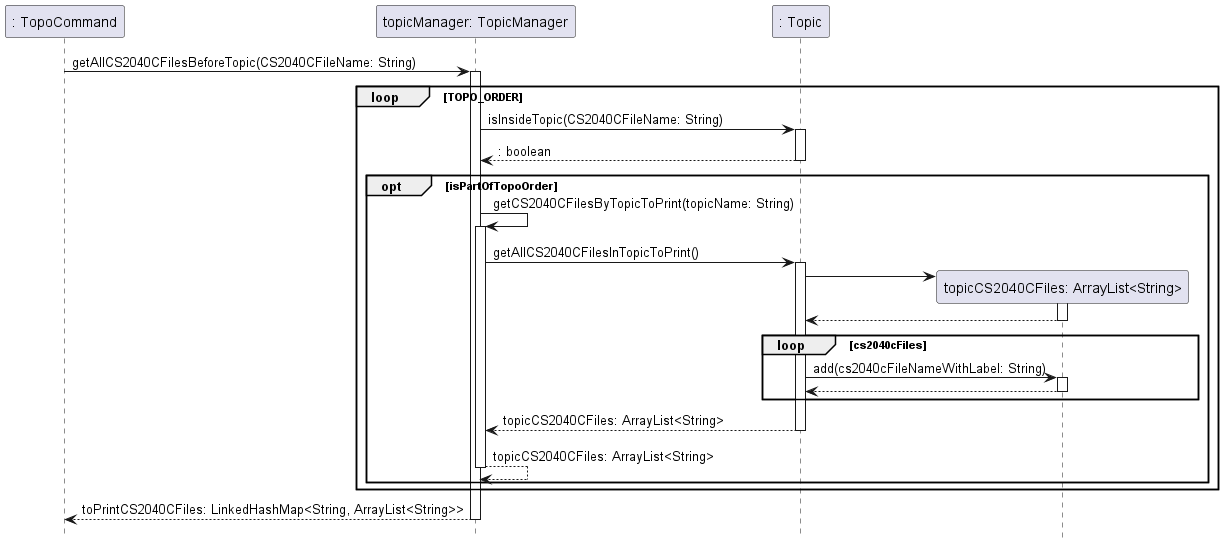 : TopoCommand
topicManager: TopicManager
: Topic
getAllCS2040CFilesBeforeTopic(CS2040CFileName: String)
loop
[TOPO_ORDER]
isInsideTopic(CS2040CFileName: String)
: boolean
opt
[isPartOfTopoOrder]
getCS2040CFilesByTopicToPrint(topicName: String)
getAllCS2040CFilesInTopicToPrint()
topicCS2040CFiles: ArrayList<String>
loop
[cs2040cFiles]
add(cs2040cFileNameWithLabel: String)
topicCS2040CFiles: ArrayList<String>
topicCS2040CFiles: ArrayList<String>
toPrintCS2040CFiles: LinkedHashMap<String, ArrayList<String>>